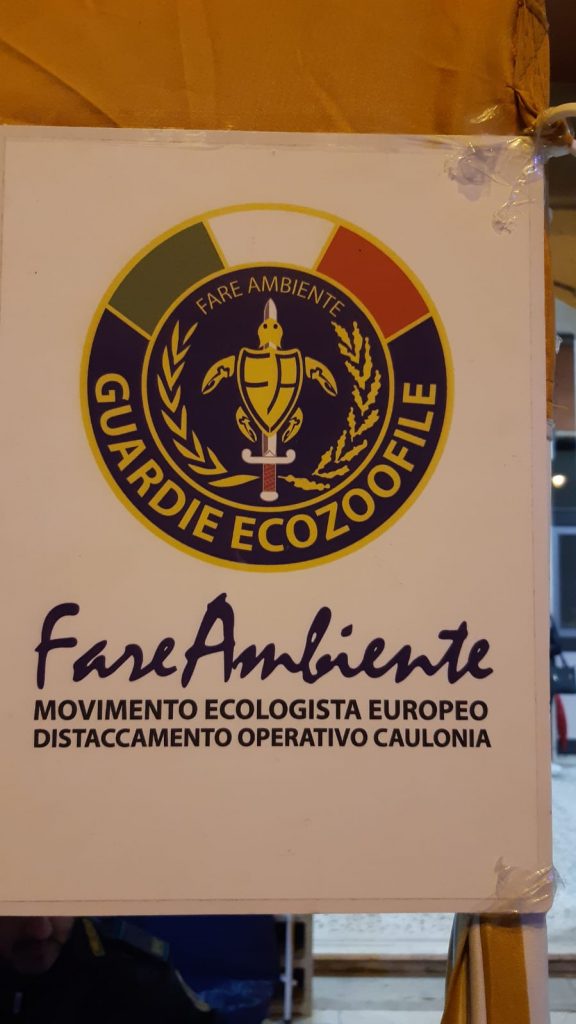 FARE AMBIENTE
GUARDIE ECOZOOFILE
FareAmbiente
MOVIMENTO ECOLOGISTA EUROPEO
DISTACCAMENTO OPERATIVO CAULONIA